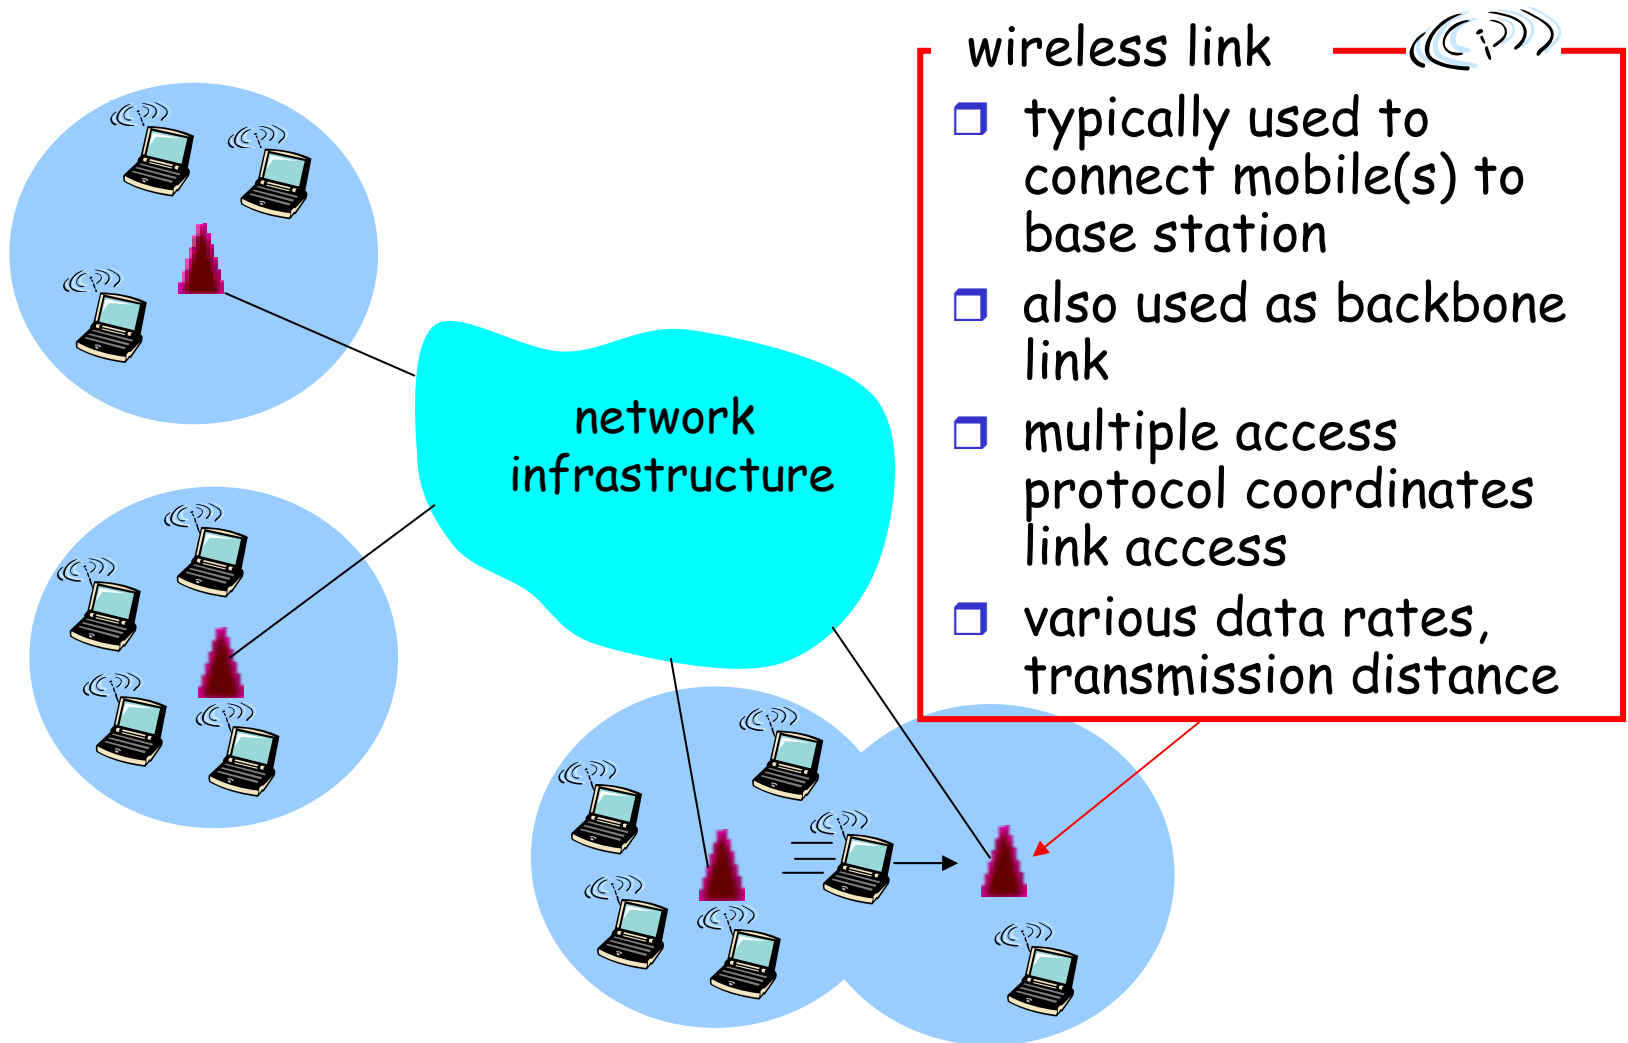 wireless link
typically used to
connect mobile(s) to
base station
also used as backbone
link
multiple access
protocol coordinates
link access
various data rates,
transmission distance
network
infrastructure